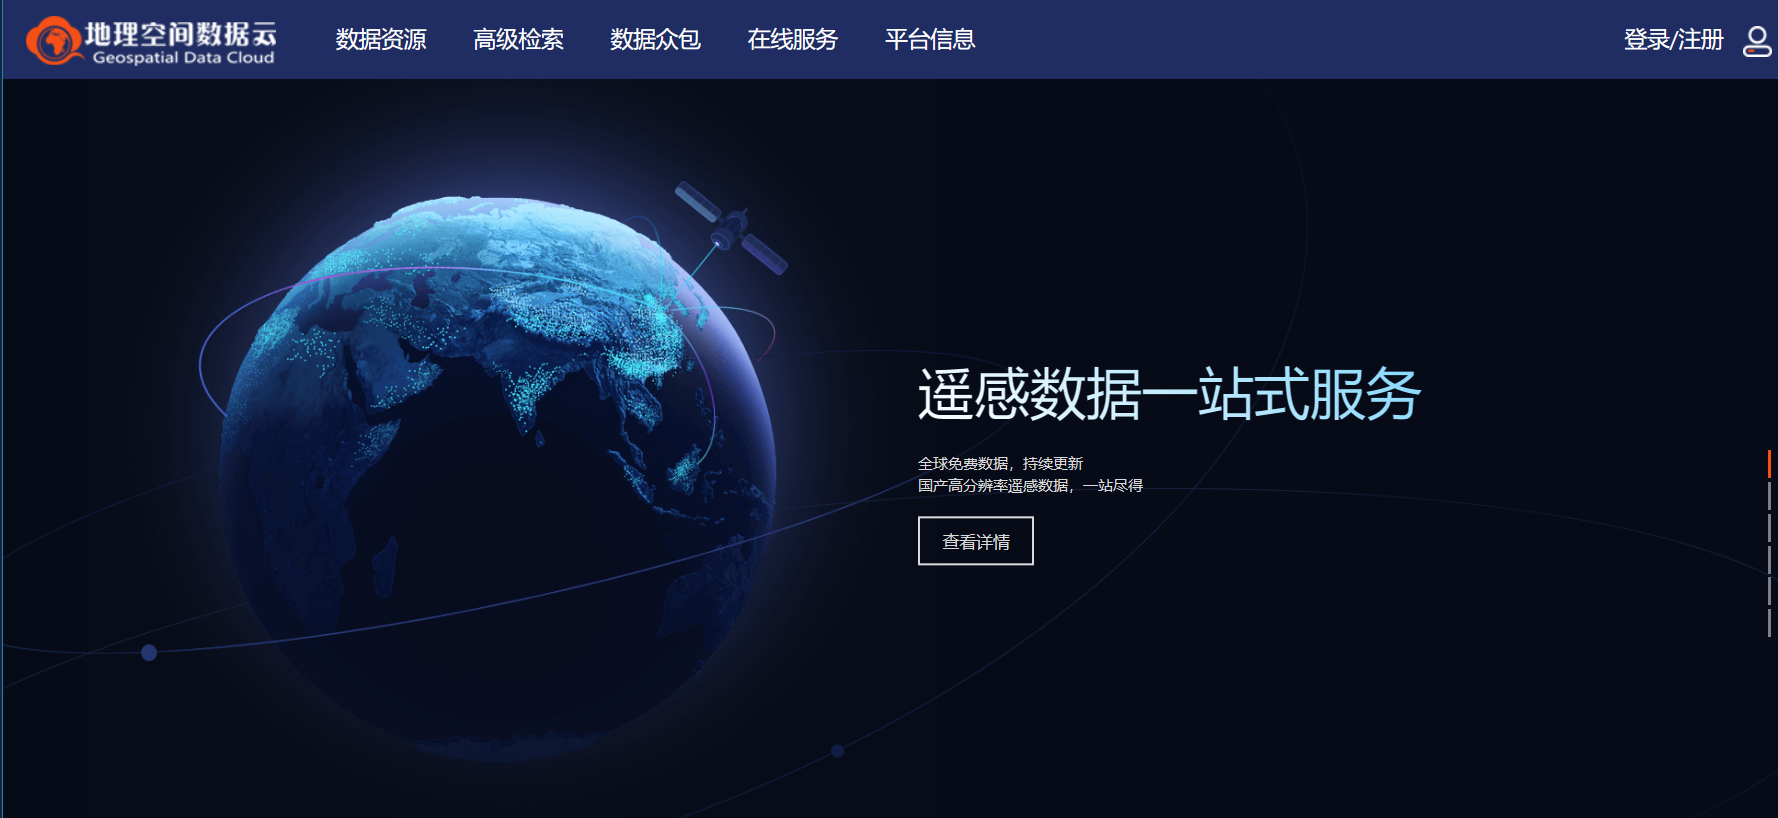 地理空间数据云
Geospatial Data Cloud
数据资源
高级检索
数据众包
在线服务
平台信息
登录/注册
遥感数据一站式服务
全球免费数据，持续更新
国产高分辨率遥感数据，一站尽得
查看详情